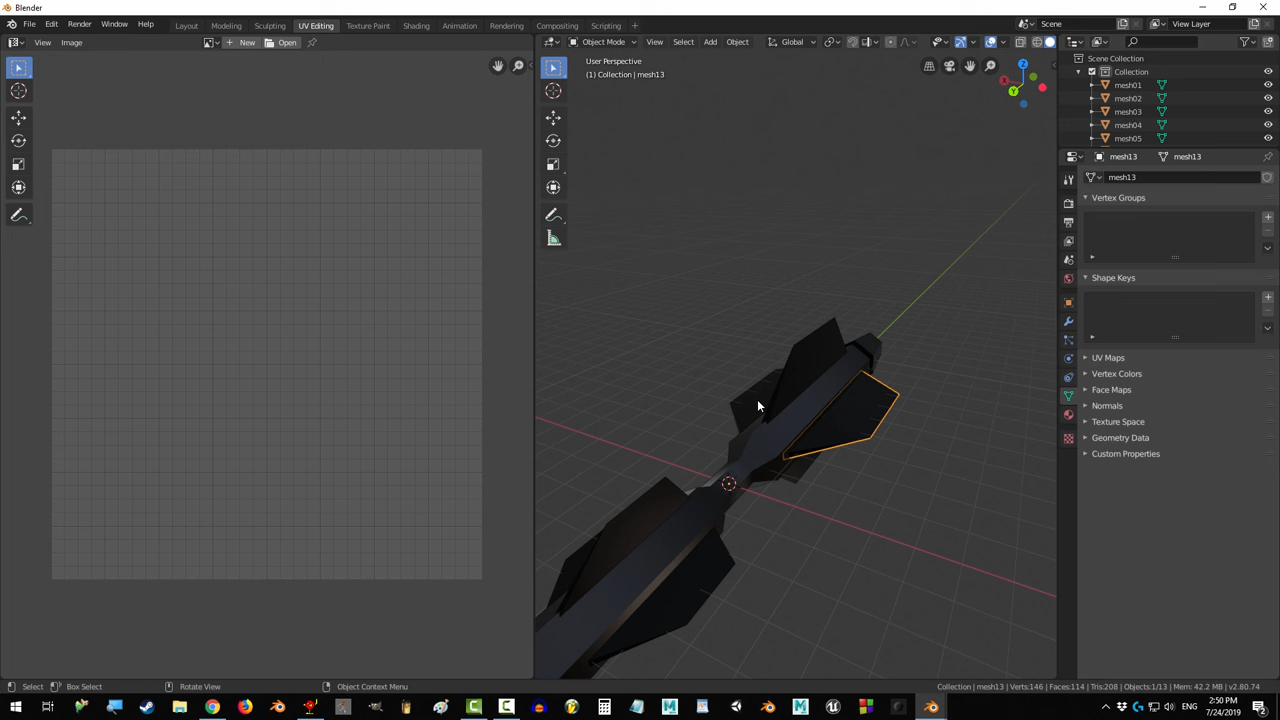 Blender
File Edit Render Window Help
Layout Modeling Sculpting UV Editing Texture Paint Shading Animation Rendering Compositing Scripting
Scene
View Layer
View Image
New Open
Object Mode View Select Add Object
Global
User Perspective
(1) Collection | mesh13
Z
X
Y
Scene Collection
Collection
mesh01
mesh02
mesh03
mesh04
mesh05
mesh13 mesh13
mesh13
Vertex Groups
Shape Keys
UV Maps
Vertex Colors
Face Maps
Normals
Texture Space
Geometry Data
Custom Properties
Select Box Select Rotate View Object Context Menu
Collection | mesh13 | Verts:146 | Faces:114 | Tris:208 | Objects:1/13 | Mem: 42.2 MB | v2.80.74
ENG 2:50 PM
7/24/2019